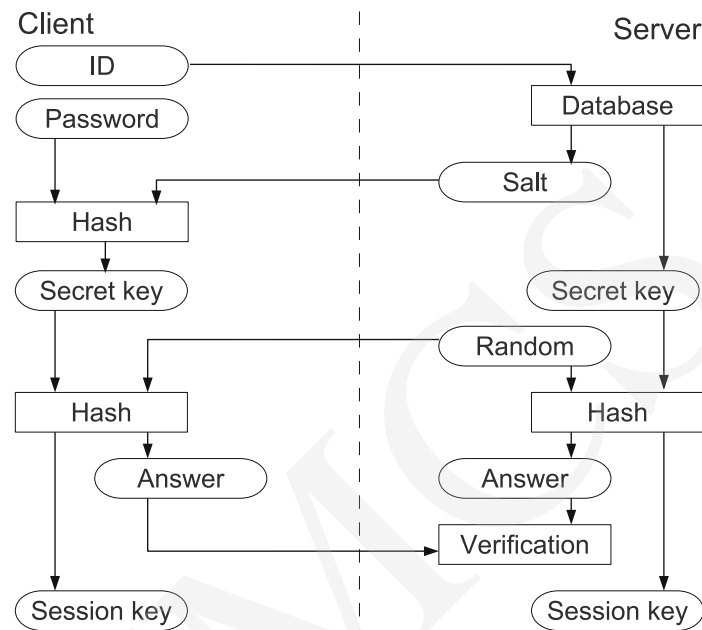 Client
Server
ID
Password
Database
Salt
Hash
Secret key
Secret key
Random
Hash
Hash
Answer
Answer
Verification
Session key
Session key
MCS